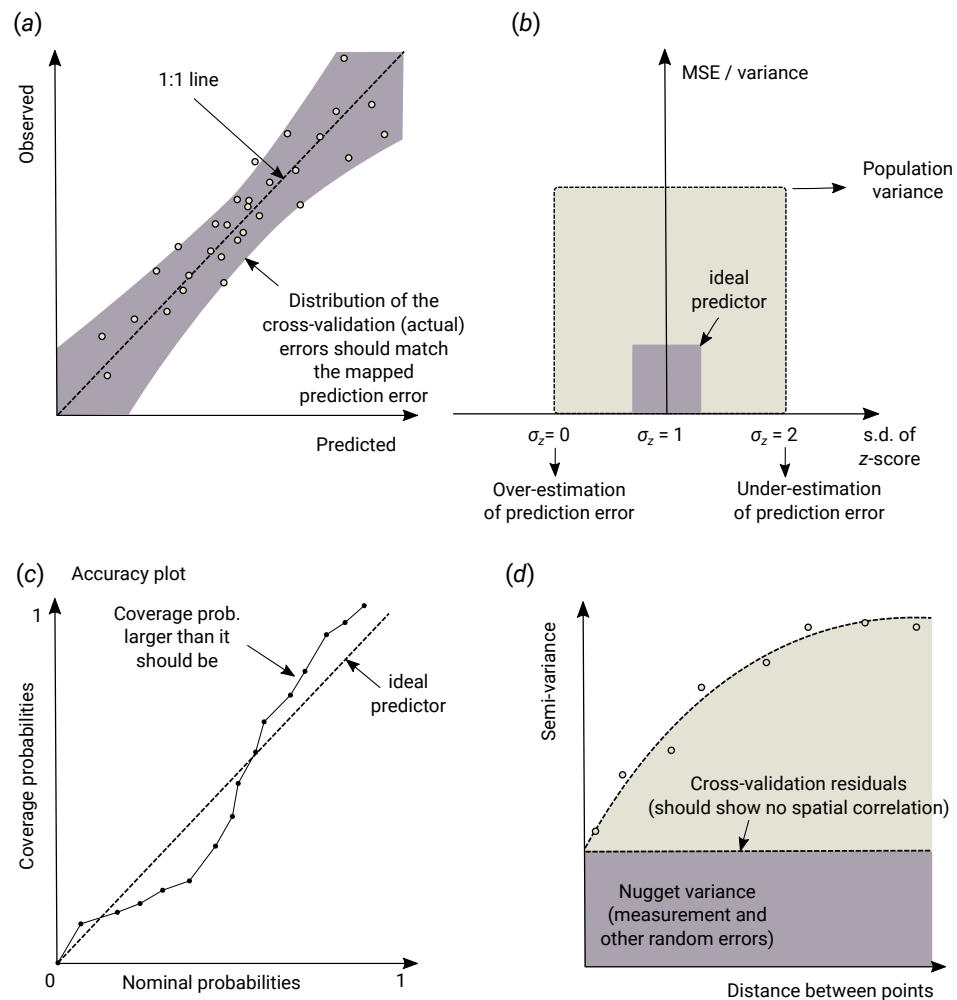 (a)
Observed
1:1 line
Distribution of the
cross-validation (actual)
errors should match
the mapped
prediction error
Predicted
(b)
MSE / variance
Population
variance
ideal
predictor
σz= 0
σz = 1
σz = 2
s.d. of
z-score
Over-estimation
of prediction error
Under-estimation
of prediction error
(c)
Accuracy plot
1
Coverage prob.
larger than it
should be
ideal
predictor
Coverage probabilities
0
Nominal probabilities
1
(d)
Semi-variance
Cross-validation residuals
(should show no spatial correlation)
Nugget variance
(measurement and
other random errors)
Distance between points